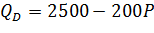 Q_D = 2500 − 200P